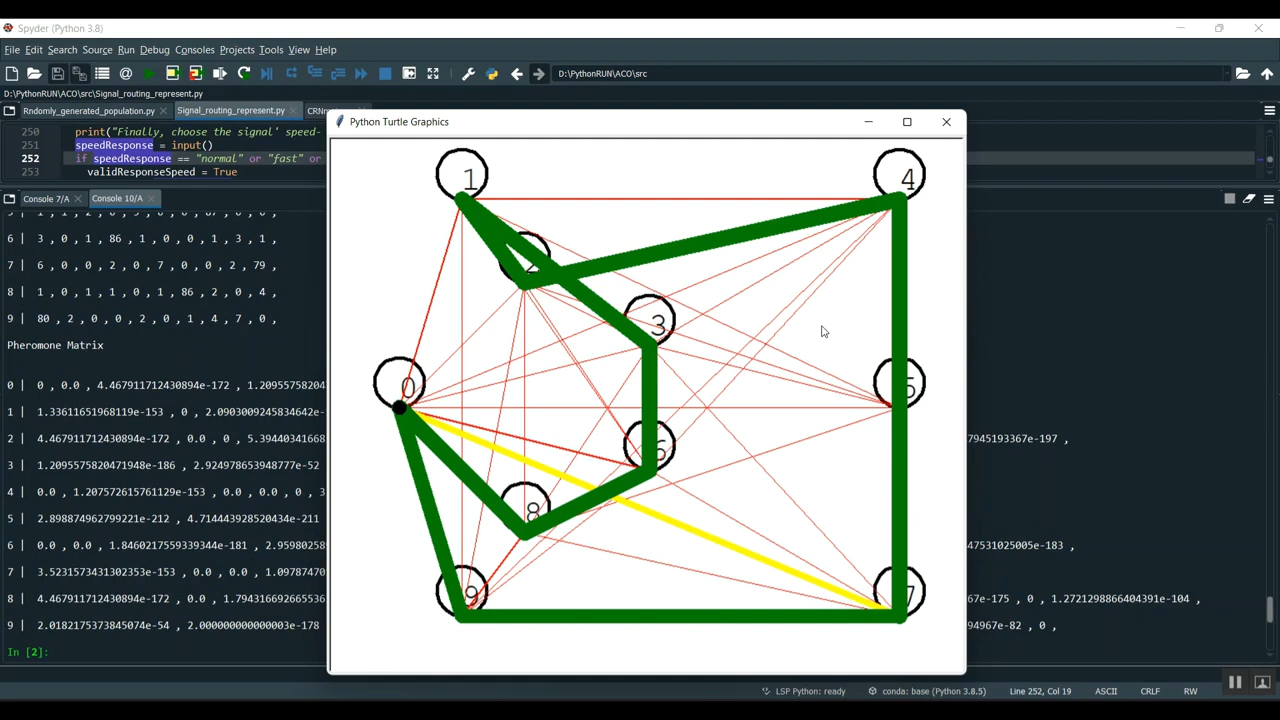 Spyder (Python 3.8)
File Edit Search Source Run Debug Consoles Projects Tools View Help
D:\PythonRUN\ACO\src
D:\PythonRUN\ACO\src\Signal_routing_represent.py
Rndomly_generated_population.py Signal_routing_represent.py
250 print("Finally, choose the signal' speed-
251 speedResponse = input()
252 if speedResponse == "normal" or "fast" or
253 validResponseSpeed = True
Python Turtle Graphics
Console 7/A Console 10/A
6 | 3 , 0 , 1 , 86 , 1 , 0 , 0 , 1 , 3 , 1 ,
7 | 6 , 0 , 0 , 2 , 0 , 7 , 0 , 0 , 2 , 79 ,
8 | 1 , 0 , 1 , 1 , 0 , 1 , 86 , 2 , 0 , 4 ,
9 | 80 , 2 , 0 , 0 , 2 , 0 , 1 , 4 , 7 , 0 ,
Pheromone Matrix
0 | 0 , 0.0 , 4.467911712430894e-172 , 1.20955758204
1 | 1.33611651968119e-153 , 0 , 2.0903009245834642e-
2 | 4.467911712430894e-172 , 0.0 , 0 , 5.39440341668 7945193367e-197 ,
3 | 1.2095575820471948e-186 , 2.924978653948777e-52
4 | 0.0 , 1.207572615761129e-153 , 0.0 , 0.0 , 0 , 3
5 | 2.898874962799221e-212 , 4.714443928520434e-211
6 | 0.0 , 0.0 , 1.8460217559339344e-181 , 2.95980258 47531025005e-183 ,
7 | 3.5231573431302353e-153 , 0.0 , 0.0 , 1.09787470
8 | 4.467911712430894e-172 , 0.0 , 1.79431669266553 67e-175 , 0 , 1.2721298866404391e-104 ,
9 | 2.0182175373845074e-54 , 2.000000000000003e-178 94967e-82 , 0 ,
In [2]:
1
4
2
3
0
5
6
8
9
7
LSP Python: ready conda: base (Python 3.8.5) Line 252, Col 19 ASCII CRLF RW